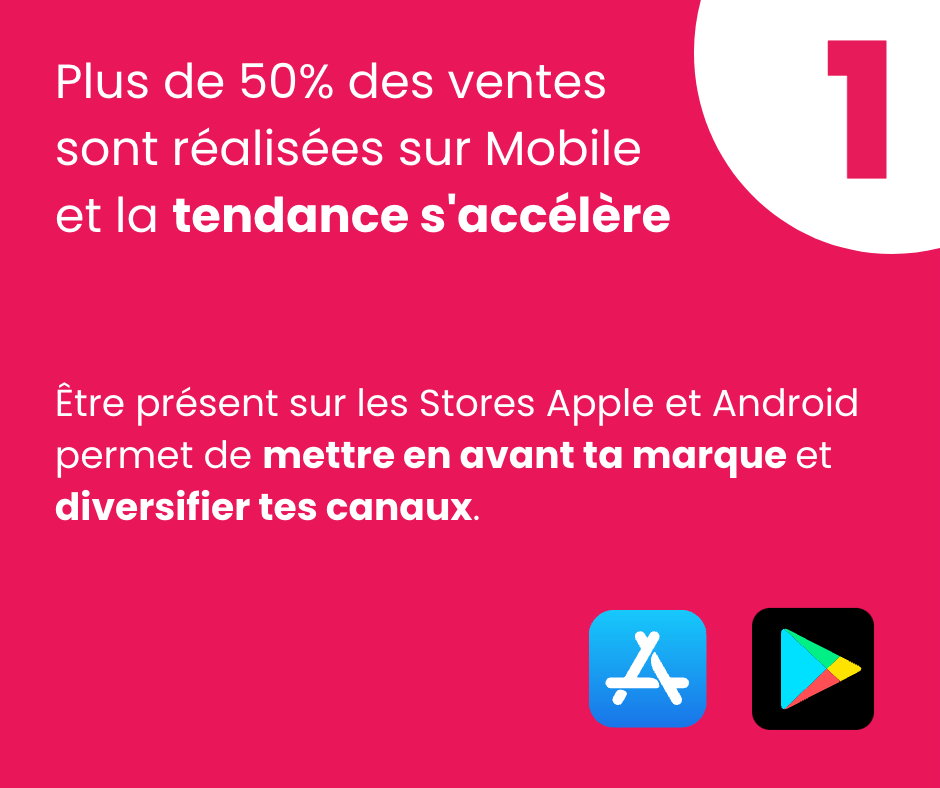 Plus de 50% des ventes
sont réalisées sur Mobile
et la tendance s'accélère
1
Être présent sur les Stores Apple et Android
permet de mettre en avant ta marque et
diversifier tes canaux.